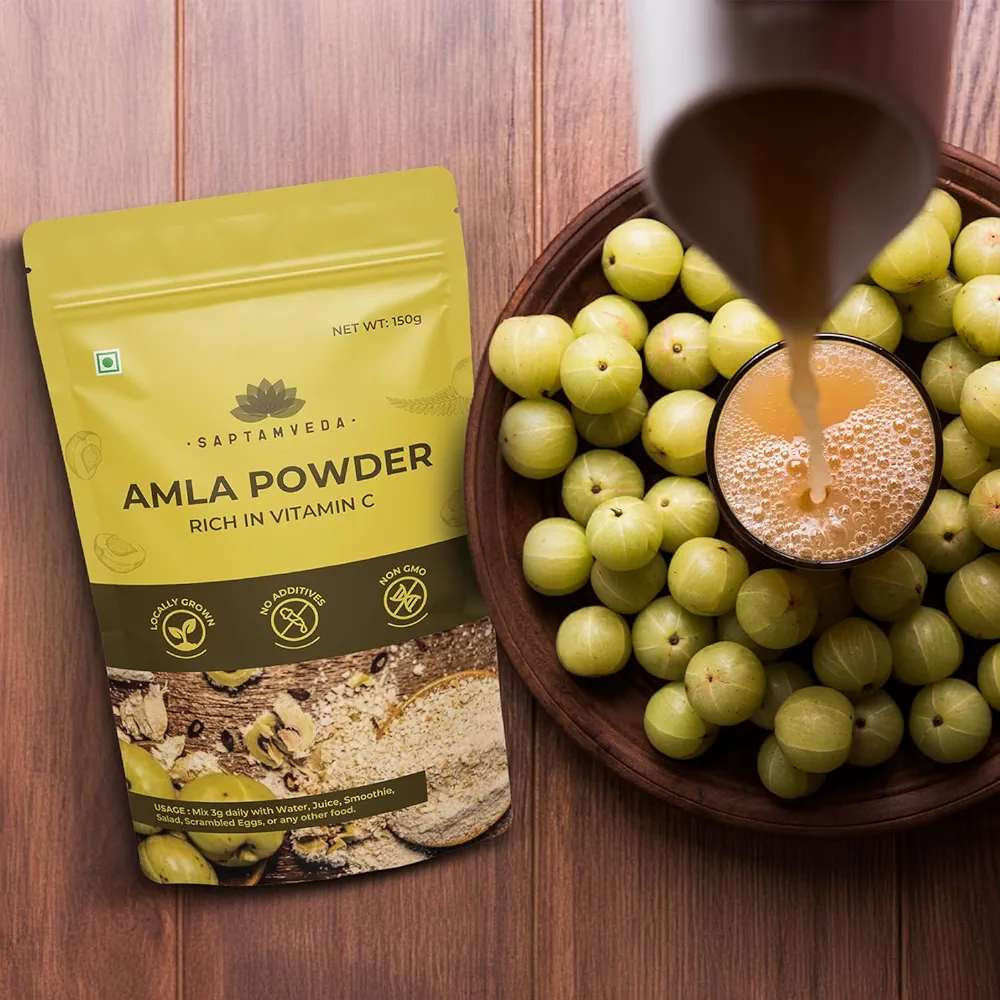 NET WT: 150g
· SAPTAMVEDA ·
AMLA POWDER
RICH IN VITAMIN C
LOCALLY GROWN
NO ADDITIVES
NON GMO
USAGE : Mix 3g daily with Water, Juice, Smoothie,
Salad, Scrambled Eggs, or any other food.